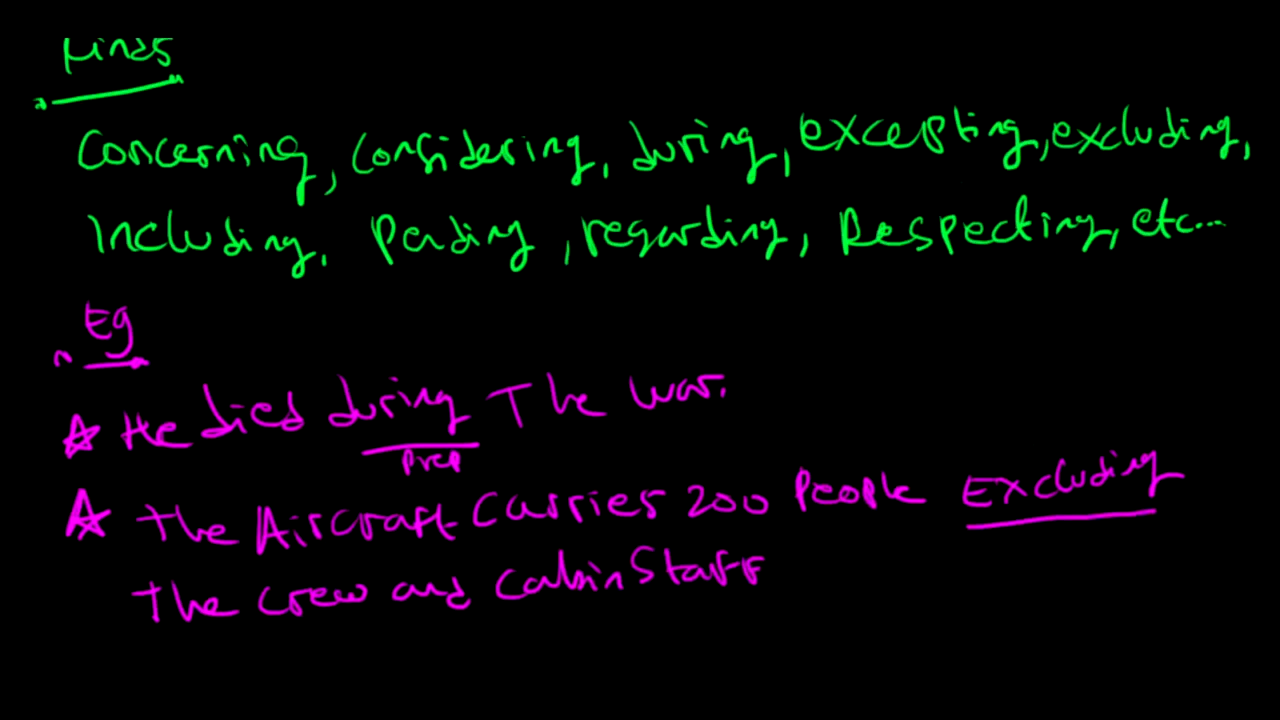 Kinds
Concerning, Considering, during, excepting, excluding,
Including, Pending, regarding, Respecting, etc...
Eg
He died during The war.
prep
The Aircraft Carries 200 People Excluding
The crew and cabin Staff